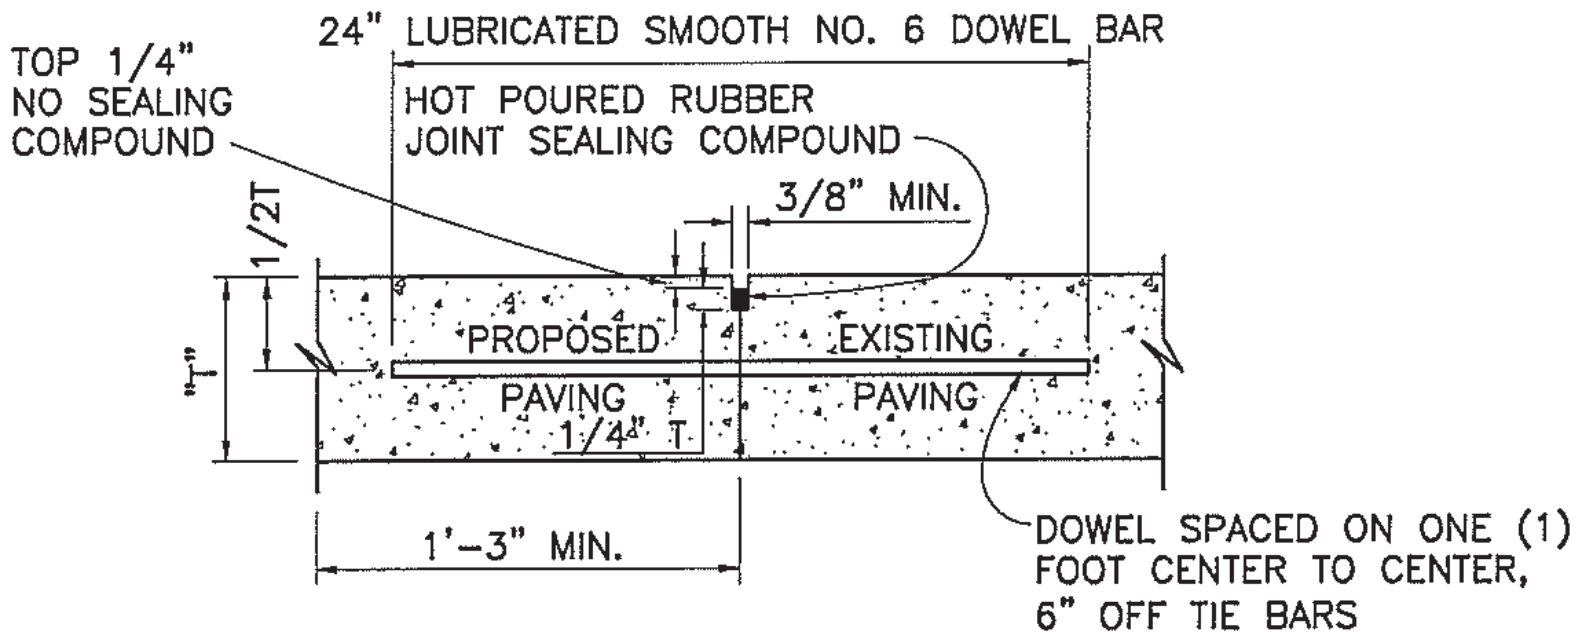 24" LUBRICATED SMOOTH NO. 6 DOWEL BAR
TOP 1/4"
NO SEALING
COMPOUND
HOT POURED RUBBER
JOINT SEALING COMPOUND
3/8" MIN.
1/2T
"T"
PROPOSED
PAVING
EXISTING
PAVING
1/4" T
1'-3" MIN.
DOWEL SPACED ON ONE (1)
FOOT CENTER TO CENTER,
6" OFF TIE BARS